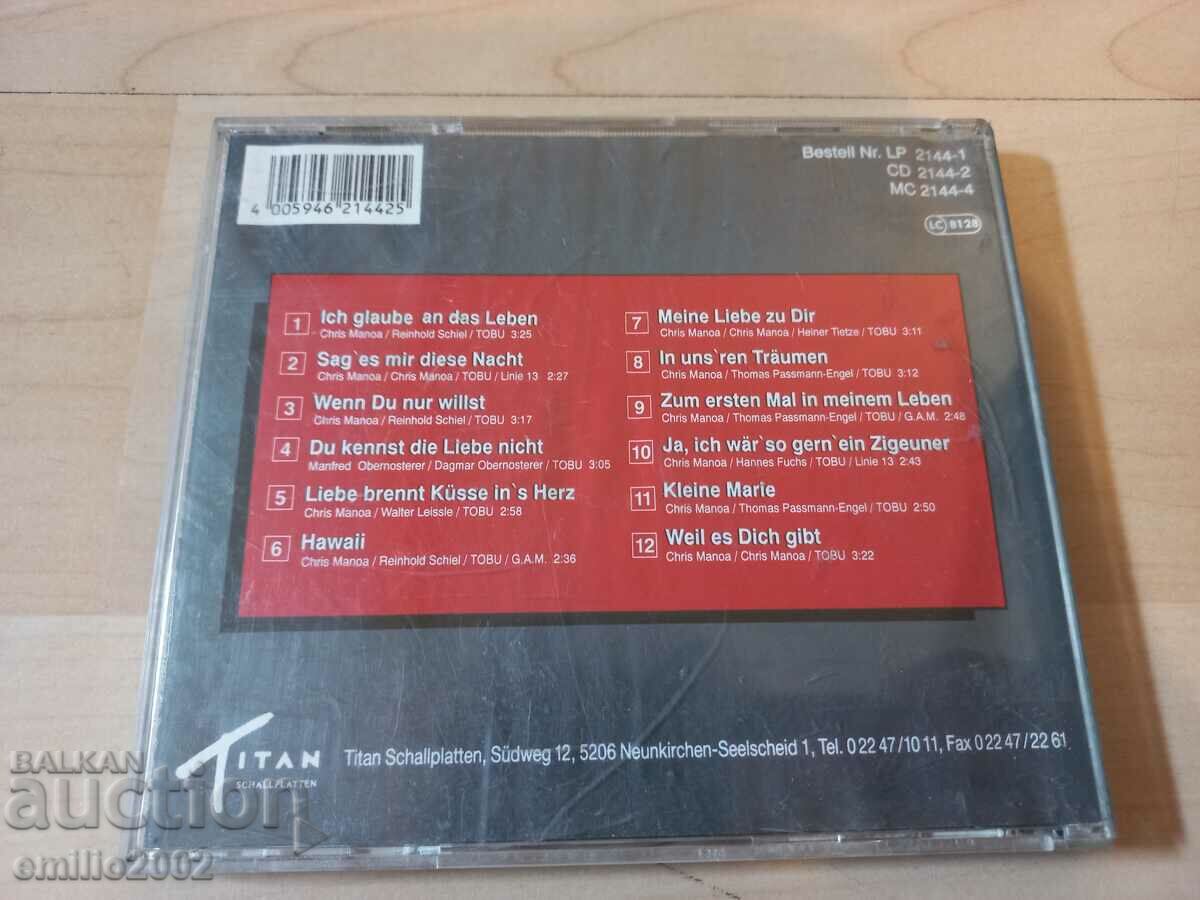 Bestell Nr. LP 2144-1
CD 2144-2
MC 2144-4
LC 8128
4 005946 214425
1 Ich glaube an das Leben
Chris Manoa / Reinhold Schiel / TOBU 3:25
2 Sag`es mir diese Nacht
Chris Manoa / Chris Manoa / TOBU / Linie 13 2:27
3 Wenn Du nur willst
Chris Manoa / Reinhold Schiel / TOBU 3:17
4 Du kennst die Liebe nicht
Manfred Obernosterer / Dagmar Obernosterer / TOBU 3:05
5 Liebe brennt Küsse in`s Herz
Chris Manoa / Walter Leissle / TOBU 2:58
6 Hawaii
Chris Manoa / Reinhold Schiel / TOBU / G.A.M. 2:36
7 Meine Liebe zu Dir
Chris Manoa / Chris Manoa / Heiner Tietze / TOBU 3:11
8 In uns`ren Träumen
Chris Manoa / Thomas Passmann-Engel / TOBU 3:12
9 Zum ersten Mal in meinem Leben
Chris Manoa / Thomas Passmann-Engel / TOBU / G.A.M. 2:48
10 Ja, ich wär`so gern`ein Zigeuner
Chris Manoa / Hannes Fuchs / TOBU / Linie 13 2:43
11 Kleine Marie
Chris Manoa / Thomas Passmann-Engel / TOBU 2:50
12 Weil es Dich gibt
Chris Manoa / Chris Manoa / TOBU 3:22
TITAN
SCHALLPLATTEN
Titan Schallplatten, Südweg 12, 5206 Neunkirchen-Seelscheid 1, Tel. 0 22 47 / 10 11, Fax 0 22 47 / 22 61
BALKAN
auction
emilio2002